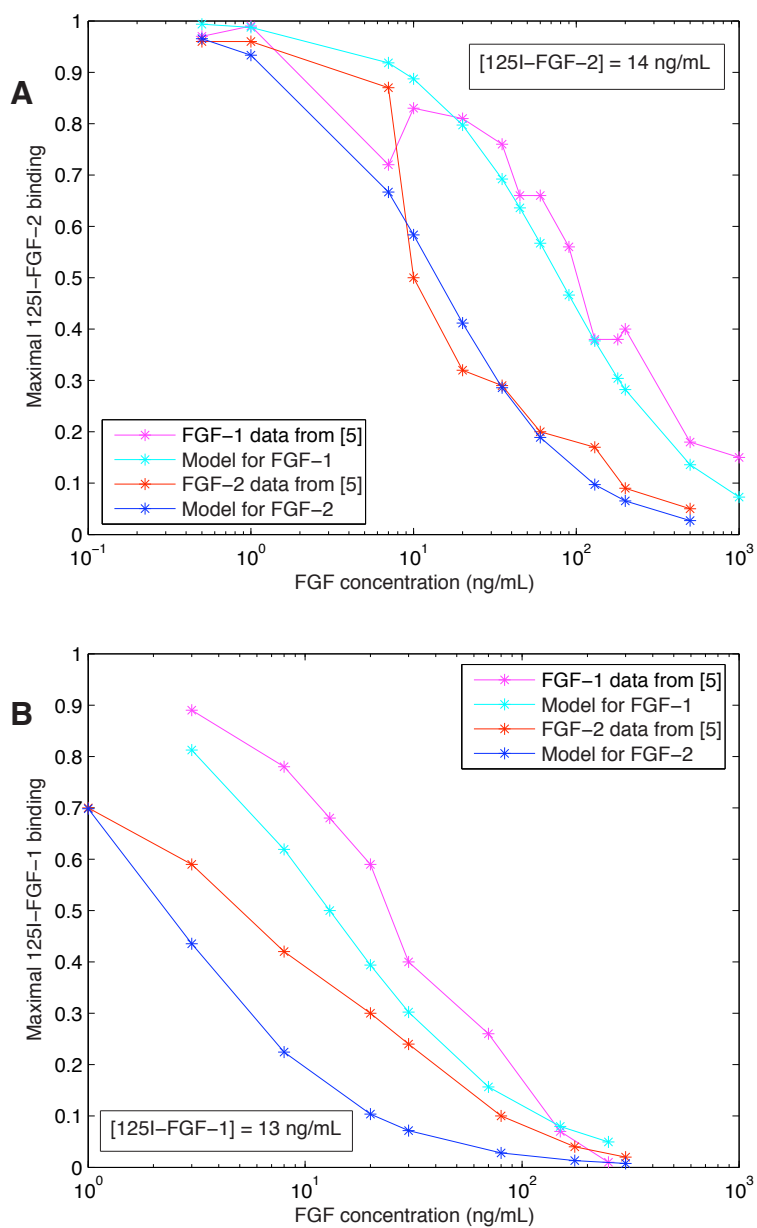 A
1
0.9
0.8
0.7
0.6
0.5
0.4
0.3
0.2
0.1
0
Maximal 125I−FGF−2 binding
[125I−FGF−2] = 14 ng/mL
FGF−1 data from [5]
Model for FGF−1
FGF−2 data from [5]
Model for FGF−2
10−1 100 101 102 103
FGF concentration (ng/mL)
B
1
0.9
0.8
0.7
0.6
0.5
0.4
0.3
0.2
0.1
0
Maximal 125I−FGF−1 binding
FGF−1 data from [5]
Model for FGF−1
FGF−2 data from [5]
Model for FGF−2
[125I−FGF−1] = 13 ng/mL
100 101 102 103
FGF concentration (ng/mL)